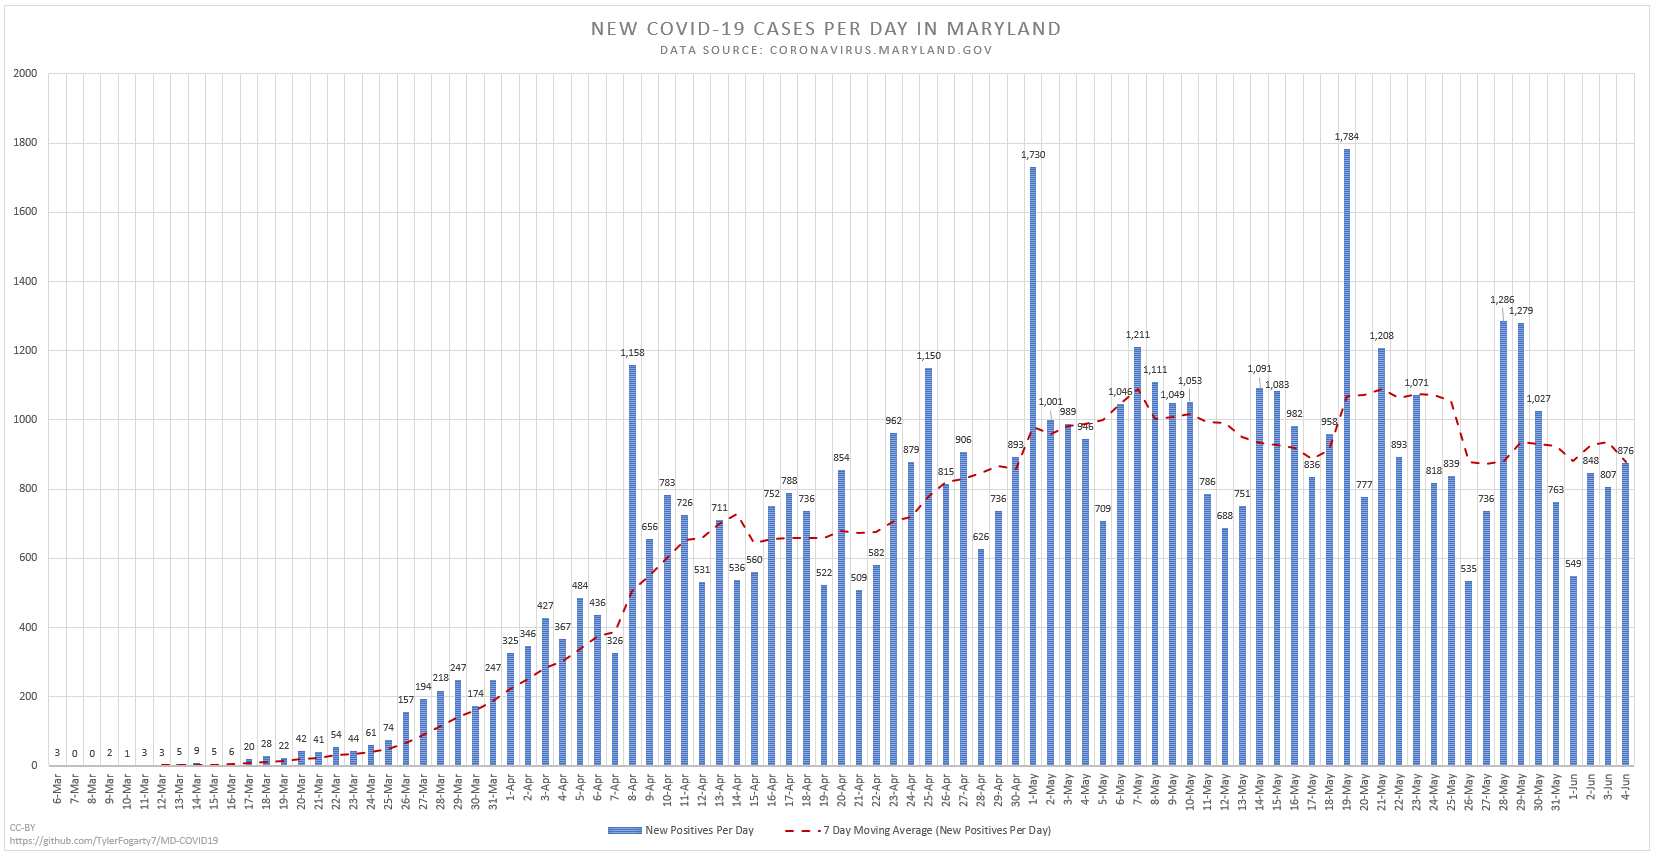 NEW COVID-19 CASES PER DAY IN MARYLAND
DATA SOURCE: CORONAVIRUS.MARYLAND.GOV
2000
1800
1600
1400
1200
1000
800
600
400
200
0
3 0 0 2 1 3 3 5 9 5 6 20 28 22 42 41 54 44 61 74 157 194 218 247 174 247 325 346 427 367 484 436 326 1,158 656 783 726 531 711 536 560 752 788 736 522 854 509 582 962 879 1,150 815 906 626 736 893 1,730 1,001 989 946 709 1,046 1,211 1,111 1,049 1,053 786 688 751 1,091 1,083 982 836 958 1,784 777 1,208 893 1,071 818 839 535 736 1,286 1,279 1,027 763 549 848 807 876
6-Mar 7-Mar 8-Mar 9-Mar 10-Mar 11-Mar 12-Mar 13-Mar 14-Mar 15-Mar 16-Mar 17-Mar 18-Mar 19-Mar 20-Mar 21-Mar 22-Mar 23-Mar 24-Mar 25-Mar 26-Mar 27-Mar 28-Mar 29-Mar 30-Mar 31-Mar 1-Apr 2-Apr 3-Apr 4-Apr 5-Apr 6-Apr 7-Apr 8-Apr 9-Apr 10-Apr 11-Apr 12-Apr 13-Apr 14-Apr 15-Apr 16-Apr 17-Apr 18-Apr 19-Apr 20-Apr 21-Apr 22-Apr 23-Apr 24-Apr 25-Apr 26-Apr 27-Apr 28-Apr 29-Apr 30-Apr 1-May 2-May 3-May 4-May 5-May 6-May 7-May 8-May 9-May 10-May 11-May 12-May 13-May 14-May 15-May 16-May 17-May 18-May 19-May 20-May 21-May 22-May 23-May 24-May 25-May 26-May 27-May 28-May 29-May 30-May 31-May 1-Jun 2-Jun 3-Jun 4-Jun
New Positives Per Day 7 Day Moving Average (New Positives Per Day)
CC-BY
https://github.com/TylerFogarty7/MD-COVID19